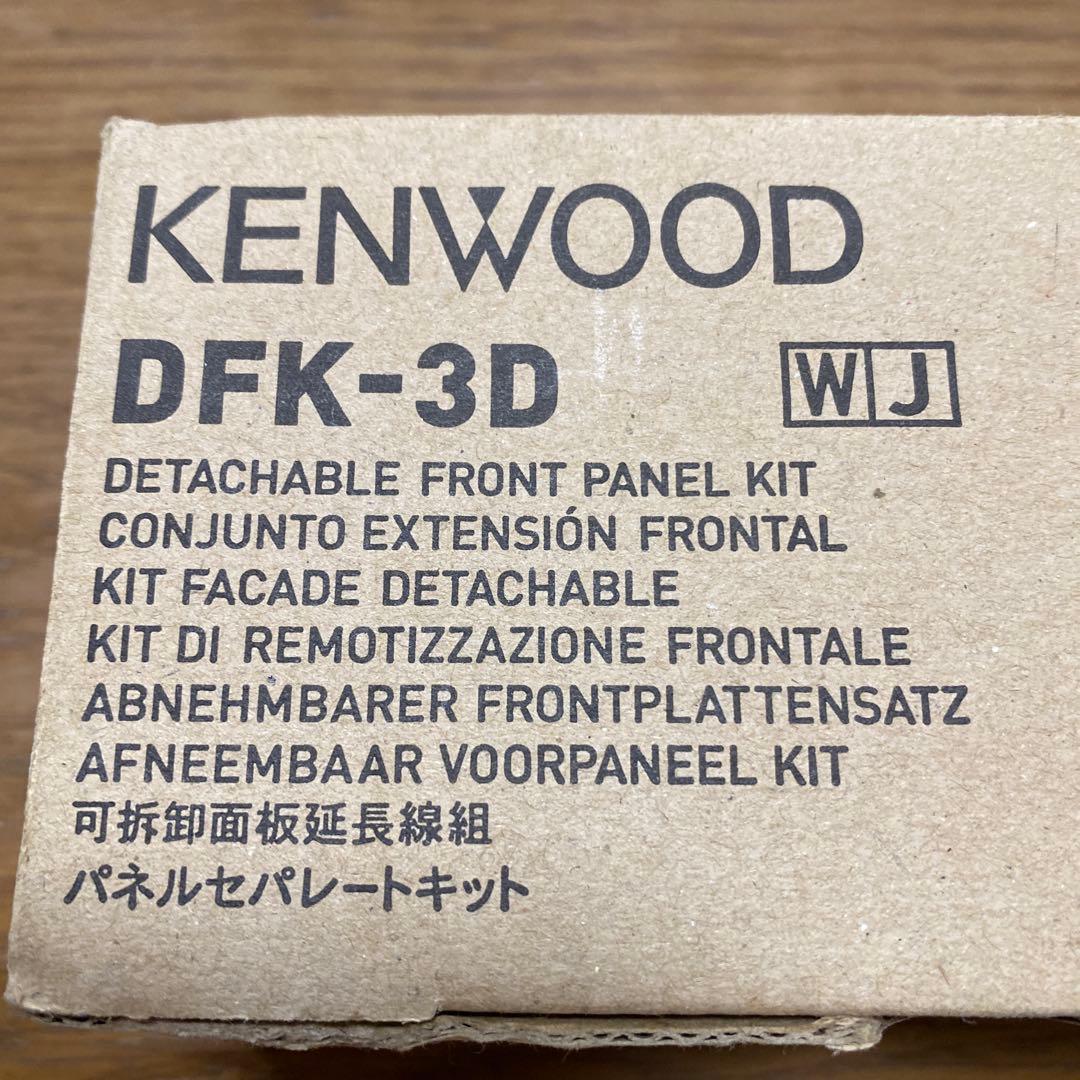 KENWOOD
DFK-3D W J
DETACHABLE FRONT PANEL KIT
CONJUNTO EXTENSIÓN FRONTAL
KIT FACADE DETACHABLE
KIT DI REMOTIZZAZIONE FRONTALE
ABNEHMBARER FRONTPLATTENSATZ
AFNEEMBAAR VOORPANEEL KIT
可拆卸面板延長線組
パネルセパレートキット